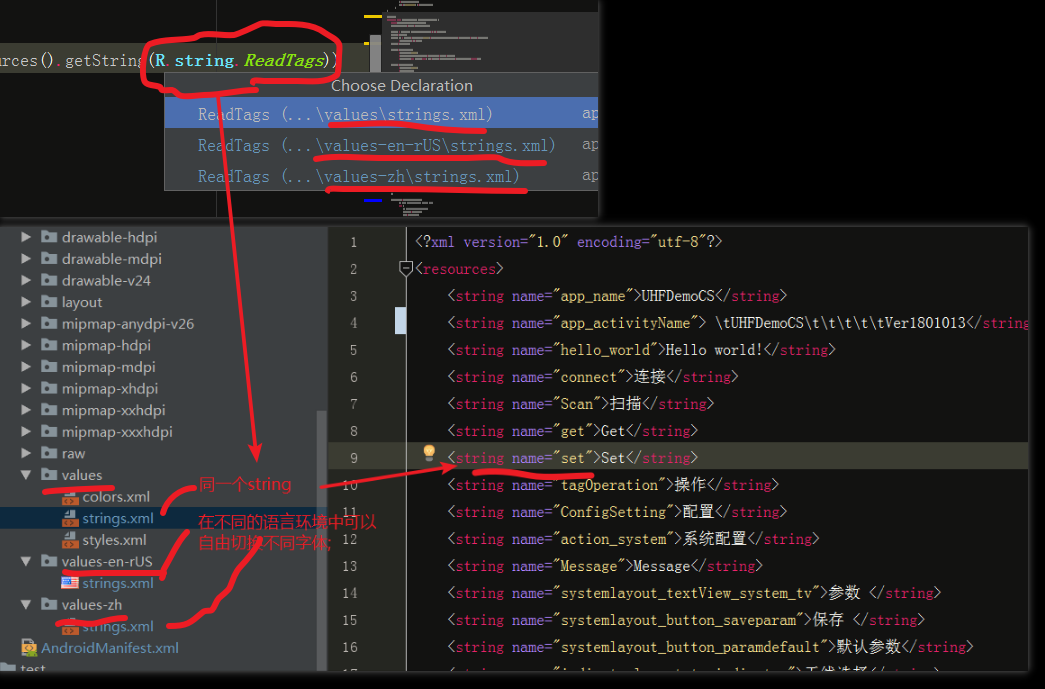 urces().getString(R.string.ReadTags))
Choose Declaration
ReadTags (...\values\strings.xml) ap
ReadTags (...\values-en-rUS\strings.xml) ap
ReadTags (...\values-zh\strings.xml) ap
drawable-hdpi
drawable-mdpi
drawable-v24
layout
mipmap-anydpi-v26
mipmap-hdpi
mipmap-mdpi
mipmap-xhdpi
mipmap-xxhdpi
mipmap-xxxhdpi
raw
values
colors.xml
strings.xml
styles.xml
values-en-rUS
strings.xml
values-zh
strings.xml
AndroidManifest.xml
test
同一个string
在不同的语言环境中可以
自由切换不同字体;
1 <?xml version="1.0" encoding="utf-8"?>
2 <resources>
3 <string name="app_name">UHFDemoCS</string>
4 <string name="app_activityName"> \tUHFDemoCS\t\t\t\t\tVer1801013</string
5 <string name="hello_world">Hello world!</string>
6 <string name="connect">连接</string>
7 <string name="Scan">扫描</string>
8 <string name="get">Get</string>
9 <string name="set">Set</string>
10 <string name="tagOperation">操作</string>
11 <string name="ConfigSetting">配置</string>
12 <string name="action_system">系统配置</string>
13 <string name="Message">Message</string>
14 <string name="systemlayout_textView_system_tv">参数 </string>
15 <string name="systemlayout_button_saveparam">保存 </string>
16 <string name="systemlayout_button_paramdefault">默认参数</string>